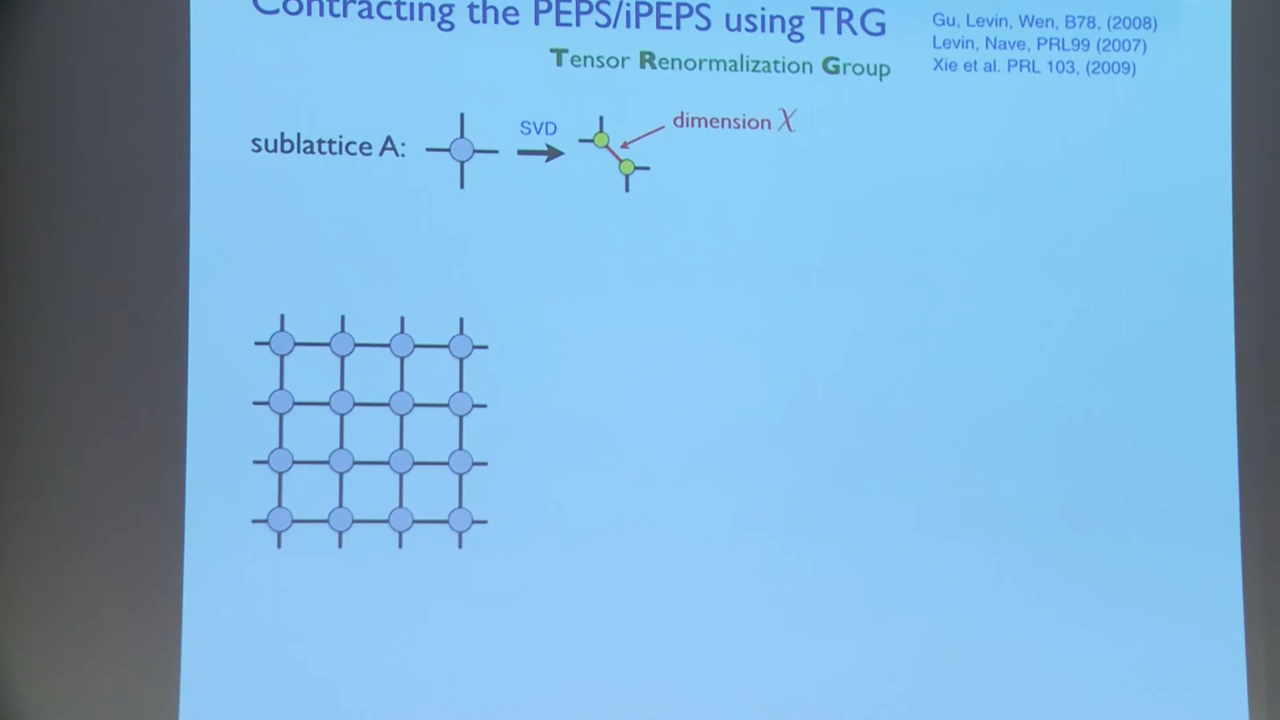 Contracting the PEPS/iPEPS using TRG
Tensor Renormalization Group
Gu, Levin, Wen, B78, (2008)
Levin, Nave, PRL99 (2007)
Xie et al. PRL 103, (2009)
sublattice A:
SVD
dimension χ